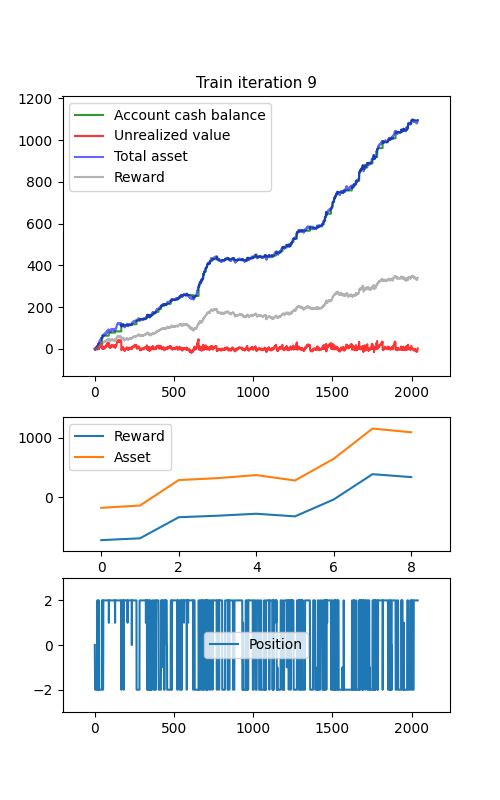 Train iteration 9
1200
1000
800
600
400
200
0
Account cash balance
Unrealized value
Total asset
Reward
0 500 1000 1500 2000
1000
0
Reward
Asset
0 2 4 6 8
2
0
−2
Position
0 500 1000 1500 2000